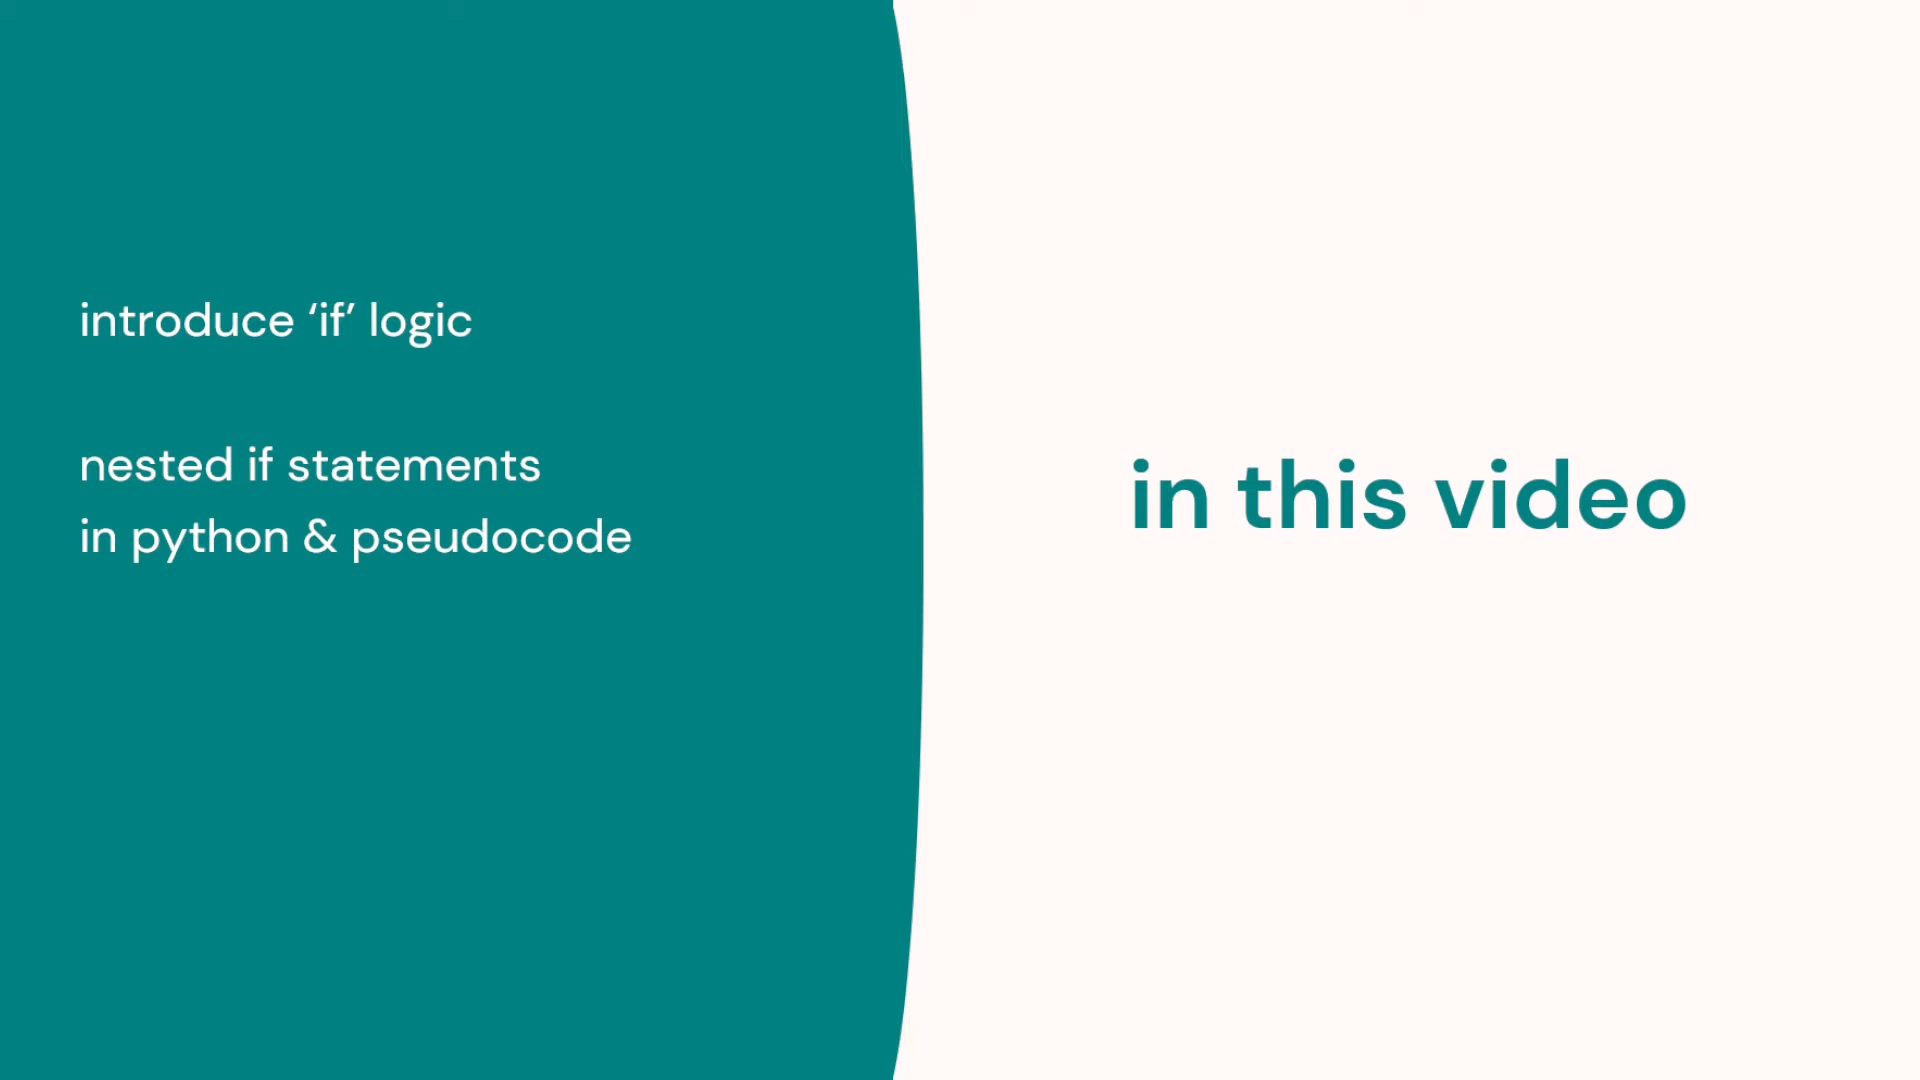 introduce ‘if’ logic
nested if statements
in python & pseudocode
in this video